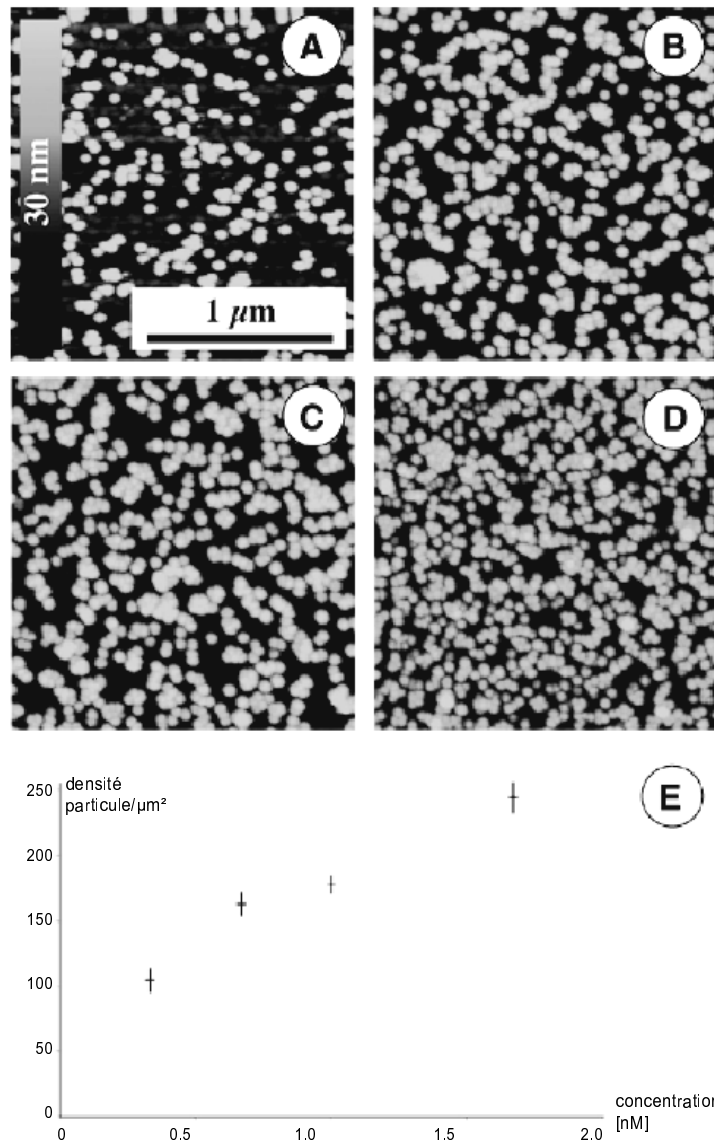 A
B
30 nm
1 µm
C
D
E
densité
particule/µm²
250
200
150
100
50
0
0
0.5
1.0
1.5
2.0
concentration
[nM]